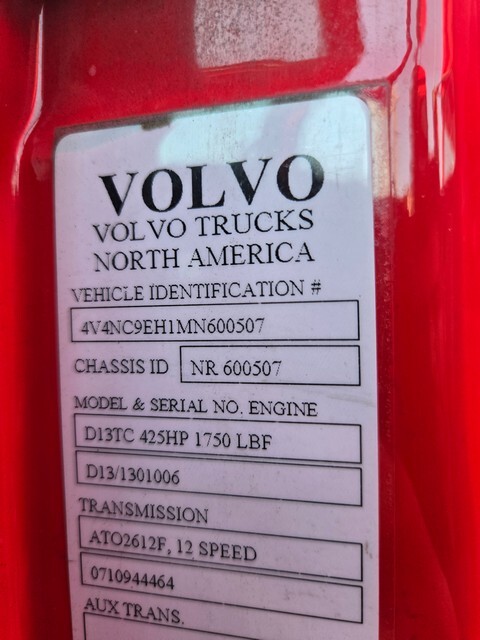 VOLVO
VOLVO TRUCKS
NORTH AMERICA
VEHICLE IDENTIFICATION #
4V4NC9EH1MN600507
CHASSIS ID NR 600507
MODEL & SERIAL NO. ENGINE
D13TC 425HP 1750 LBF
D13/1301006
TRANSMISSION
ATO2612F, 12 SPEED
0710944464
AUX TRANS.